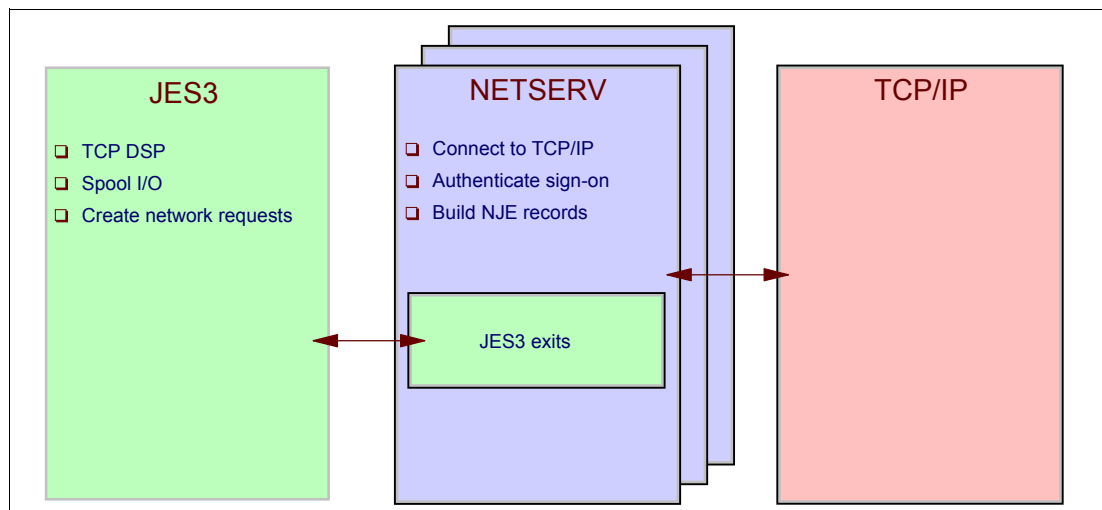 JES3
TCP DSP
Spool I/O
Create network requests
NETSERV
Connect to TCP/IP
Authenticate sign-on
Build NJE records
JES3 exits
TCP/IP